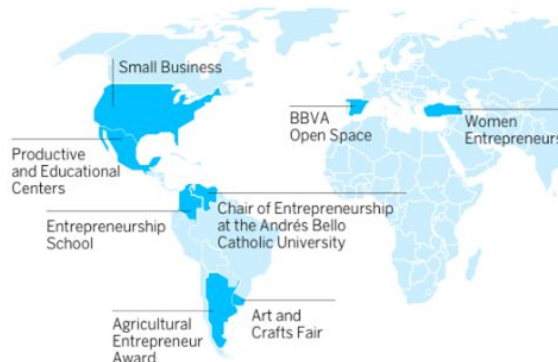 Small Business
BBVA
Open Space
Women
Entrepreneurs
Productive
and Educational
Centers
Chair of Entrepreneurship
at the Andrés Bello
Catholic University
Entrepreneurship
School
Agricultural
Entrepreneur
Award
Art and
Crafts Fair